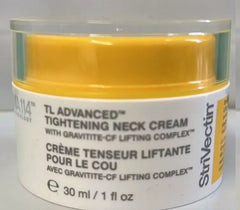 TL ADVANCED™
TIGHTENING NECK CREAM
WITH GRAVITITE-CF LIFTING COMPLEX™
CRÈME TENSEUR LIFTANTE
POUR LE COU
AVEC GRAVITITE-CF LIFTING COMPLEX™
e 30 ml / 1 fl oz
StriVectin